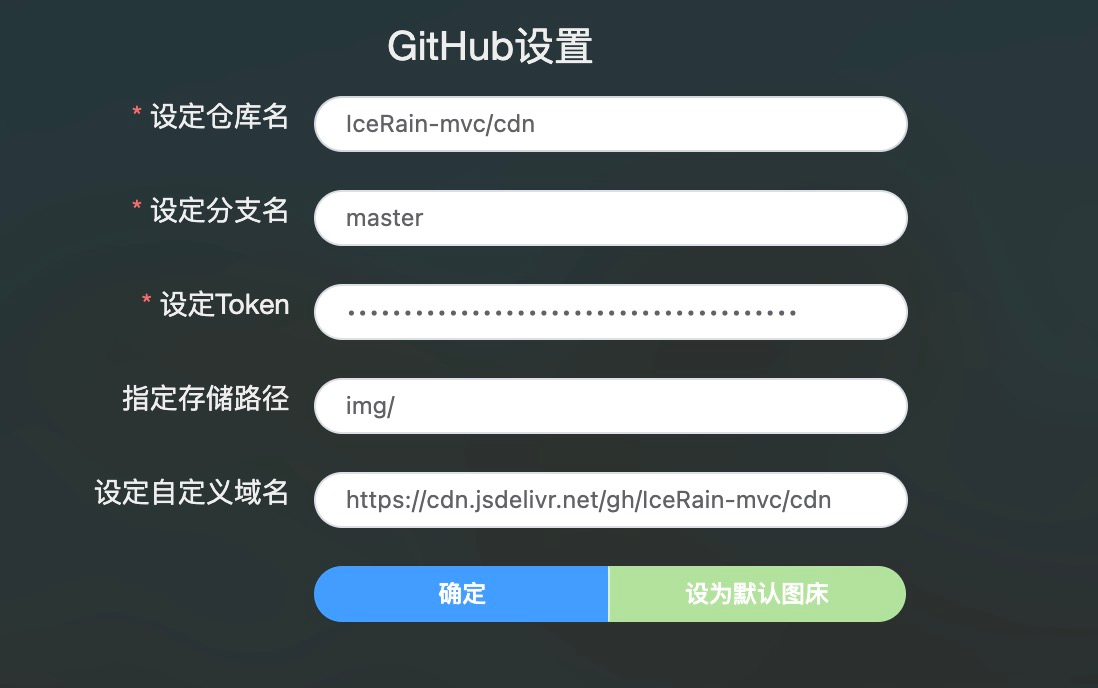 GitHub设置
* 设定仓库名
IceRain-mvc/cdn
* 设定分支名
master
* 设定Token
••••••••••••••••••••••••••••••••••••••••
指定存储路径
img/
设定自定义域名
https://cdn.jsdelivr.net/gh/IceRain-mvc/cdn
确定
设为默认图床